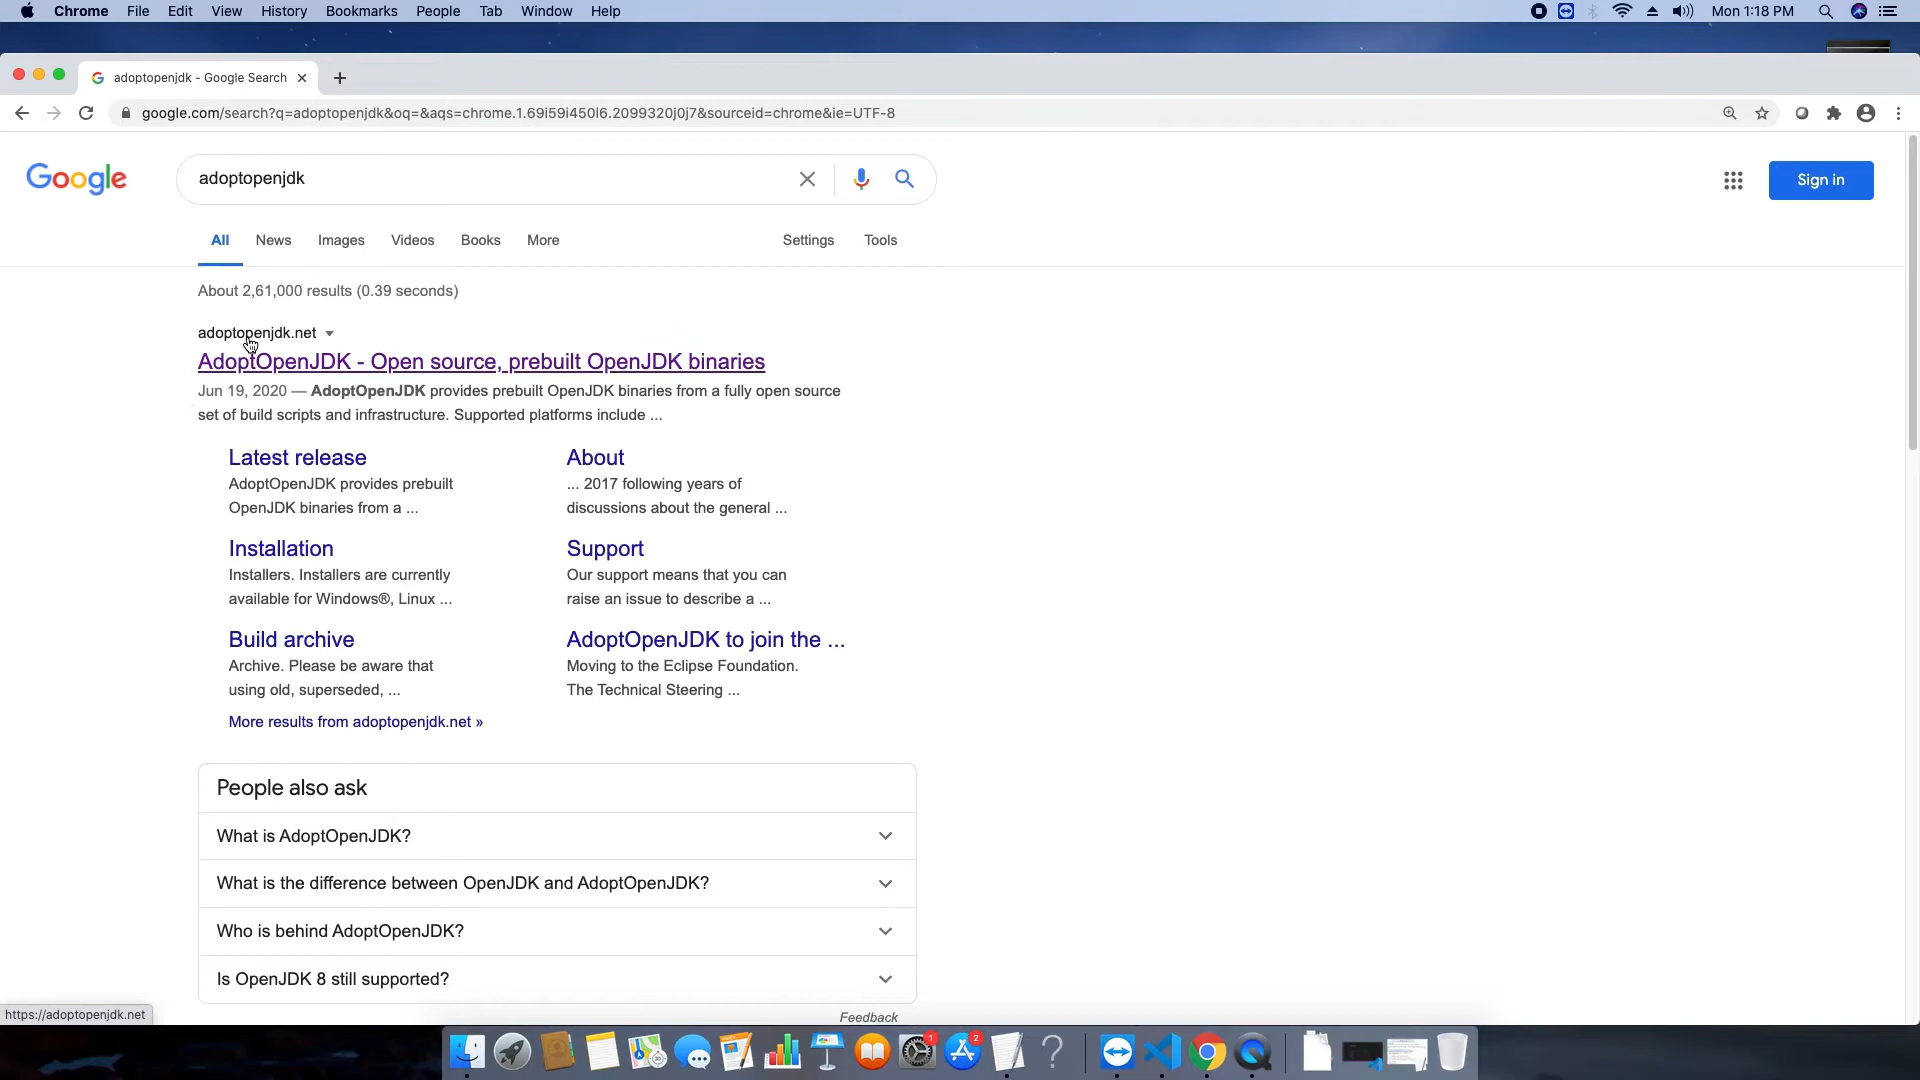 Chrome File Edit View History Bookmarks People Tab Window Help Mon 1:18 PM
adoptopenjdk - Google Search
google.com/search?q=adoptopenjdk&oq=&aqs=chrome.1.69i59i450l6.2099320j0j7&sourceid=chrome&ie=UTF-8
Google adoptopenjdk Sign in
All News Images Videos Books More Settings Tools
About 2,61,000 results (0.39 seconds)
adoptopenjdk.net
AdoptOpenJDK - Open source, prebuilt OpenJDK binaries
Jun 19, 2020 — AdoptOpenJDK provides prebuilt OpenJDK binaries from a fully open source
set of build scripts and infrastructure. Supported platforms include ...
Latest release
AdoptOpenJDK provides prebuilt
OpenJDK binaries from a ...
About
... 2017 following years of
discussions about the general ...
Installation
Installers. Installers are currently
available for Windows®, Linux ...
Support
Our support means that you can
raise an issue to describe a ...
Build archive
Archive. Please be aware that
using old, superseded, ...
AdoptOpenJDK to join the ...
Moving to the Eclipse Foundation.
The Technical Steering ...
More results from adoptopenjdk.net »
People also ask
What is AdoptOpenJDK?
What is the difference between OpenJDK and AdoptOpenJDK?
Who is behind AdoptOpenJDK?
Is OpenJDK 8 still supported?
Feedback
https://adoptopenjdk.net
1
2